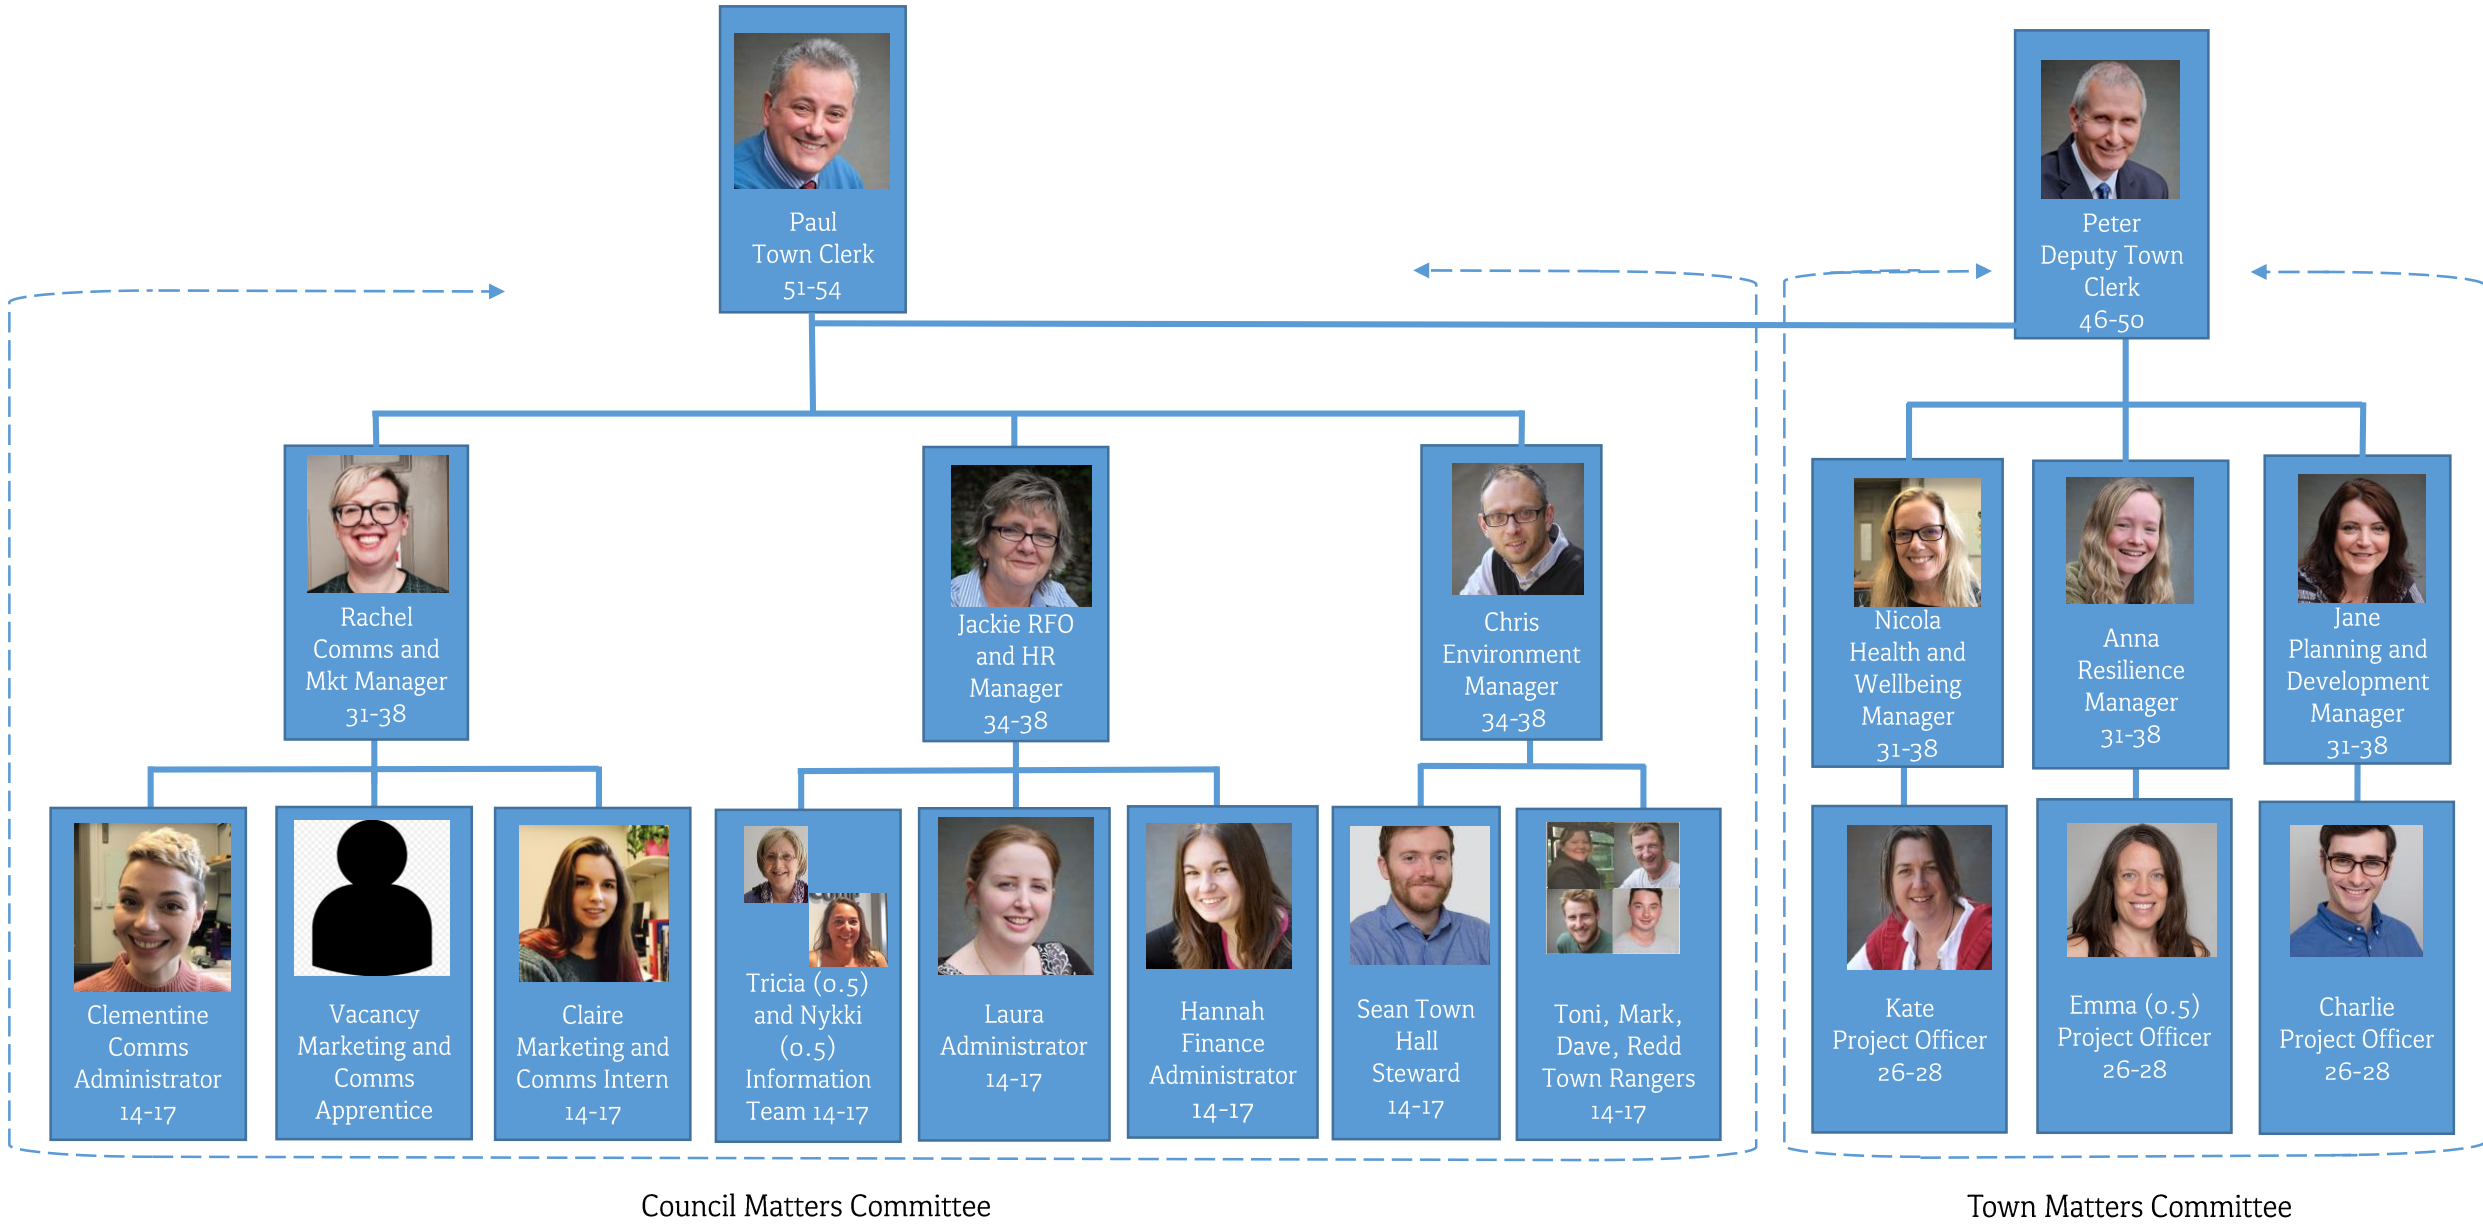 Paul
Town Clerk
51-54
Peter
Deputy Town
Clerk
46-50
Rachel
Comms and
Mkt Manager
31-38
Jackie RFO
and HR
Manager
34-38
Chris
Environment
Manager
34-38
Nicola
Health and
Wellbeing
Manager
31-38
Anna
Resilience
Manager
31-38
Jane
Planning and
Development
Manager
31-38
Clementine
Comms
Administrator
14-17
Vacancy
Marketing and
Comms
Apprentice
Claire
Marketing and
Comms Intern
14-17
Tricia (0.5)
and Nykki
(0.5)
Information
Team 14-17
Laura
Administrator
14-17
Hannah
Finance
Administrator
14-17
Sean Town
Hall
Steward
14-17
Toni, Mark,
Dave, Redd
Town Rangers
14-17
Kate
Project Officer
26-28
Emma (0.5)
Project Officer
26-28
Charlie
Project Officer
26-28
Council Matters Committee
Town Matters Committee